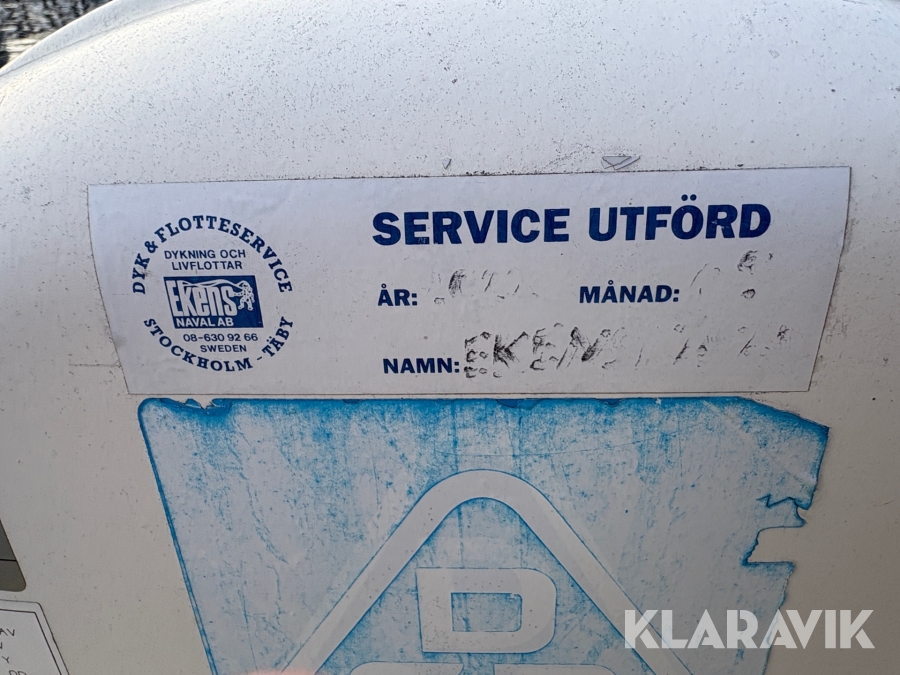 DYK & FLOTTESERVICE
DYKNING OCH
LIVFLOTTAR
Ekens
NAVAL AB
08-630 92 66
SWEDEN
STOCKHOLM - TÄBY
SERVICE UTFÖRD
ÅR:
MÅNAD:
NAMN: EKENS
D
KLARAVIK